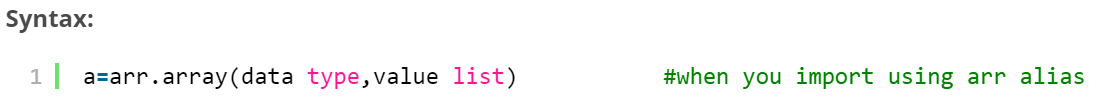 Syntax:
1 a=arr.array(data type,value list) #when you import using arr alias